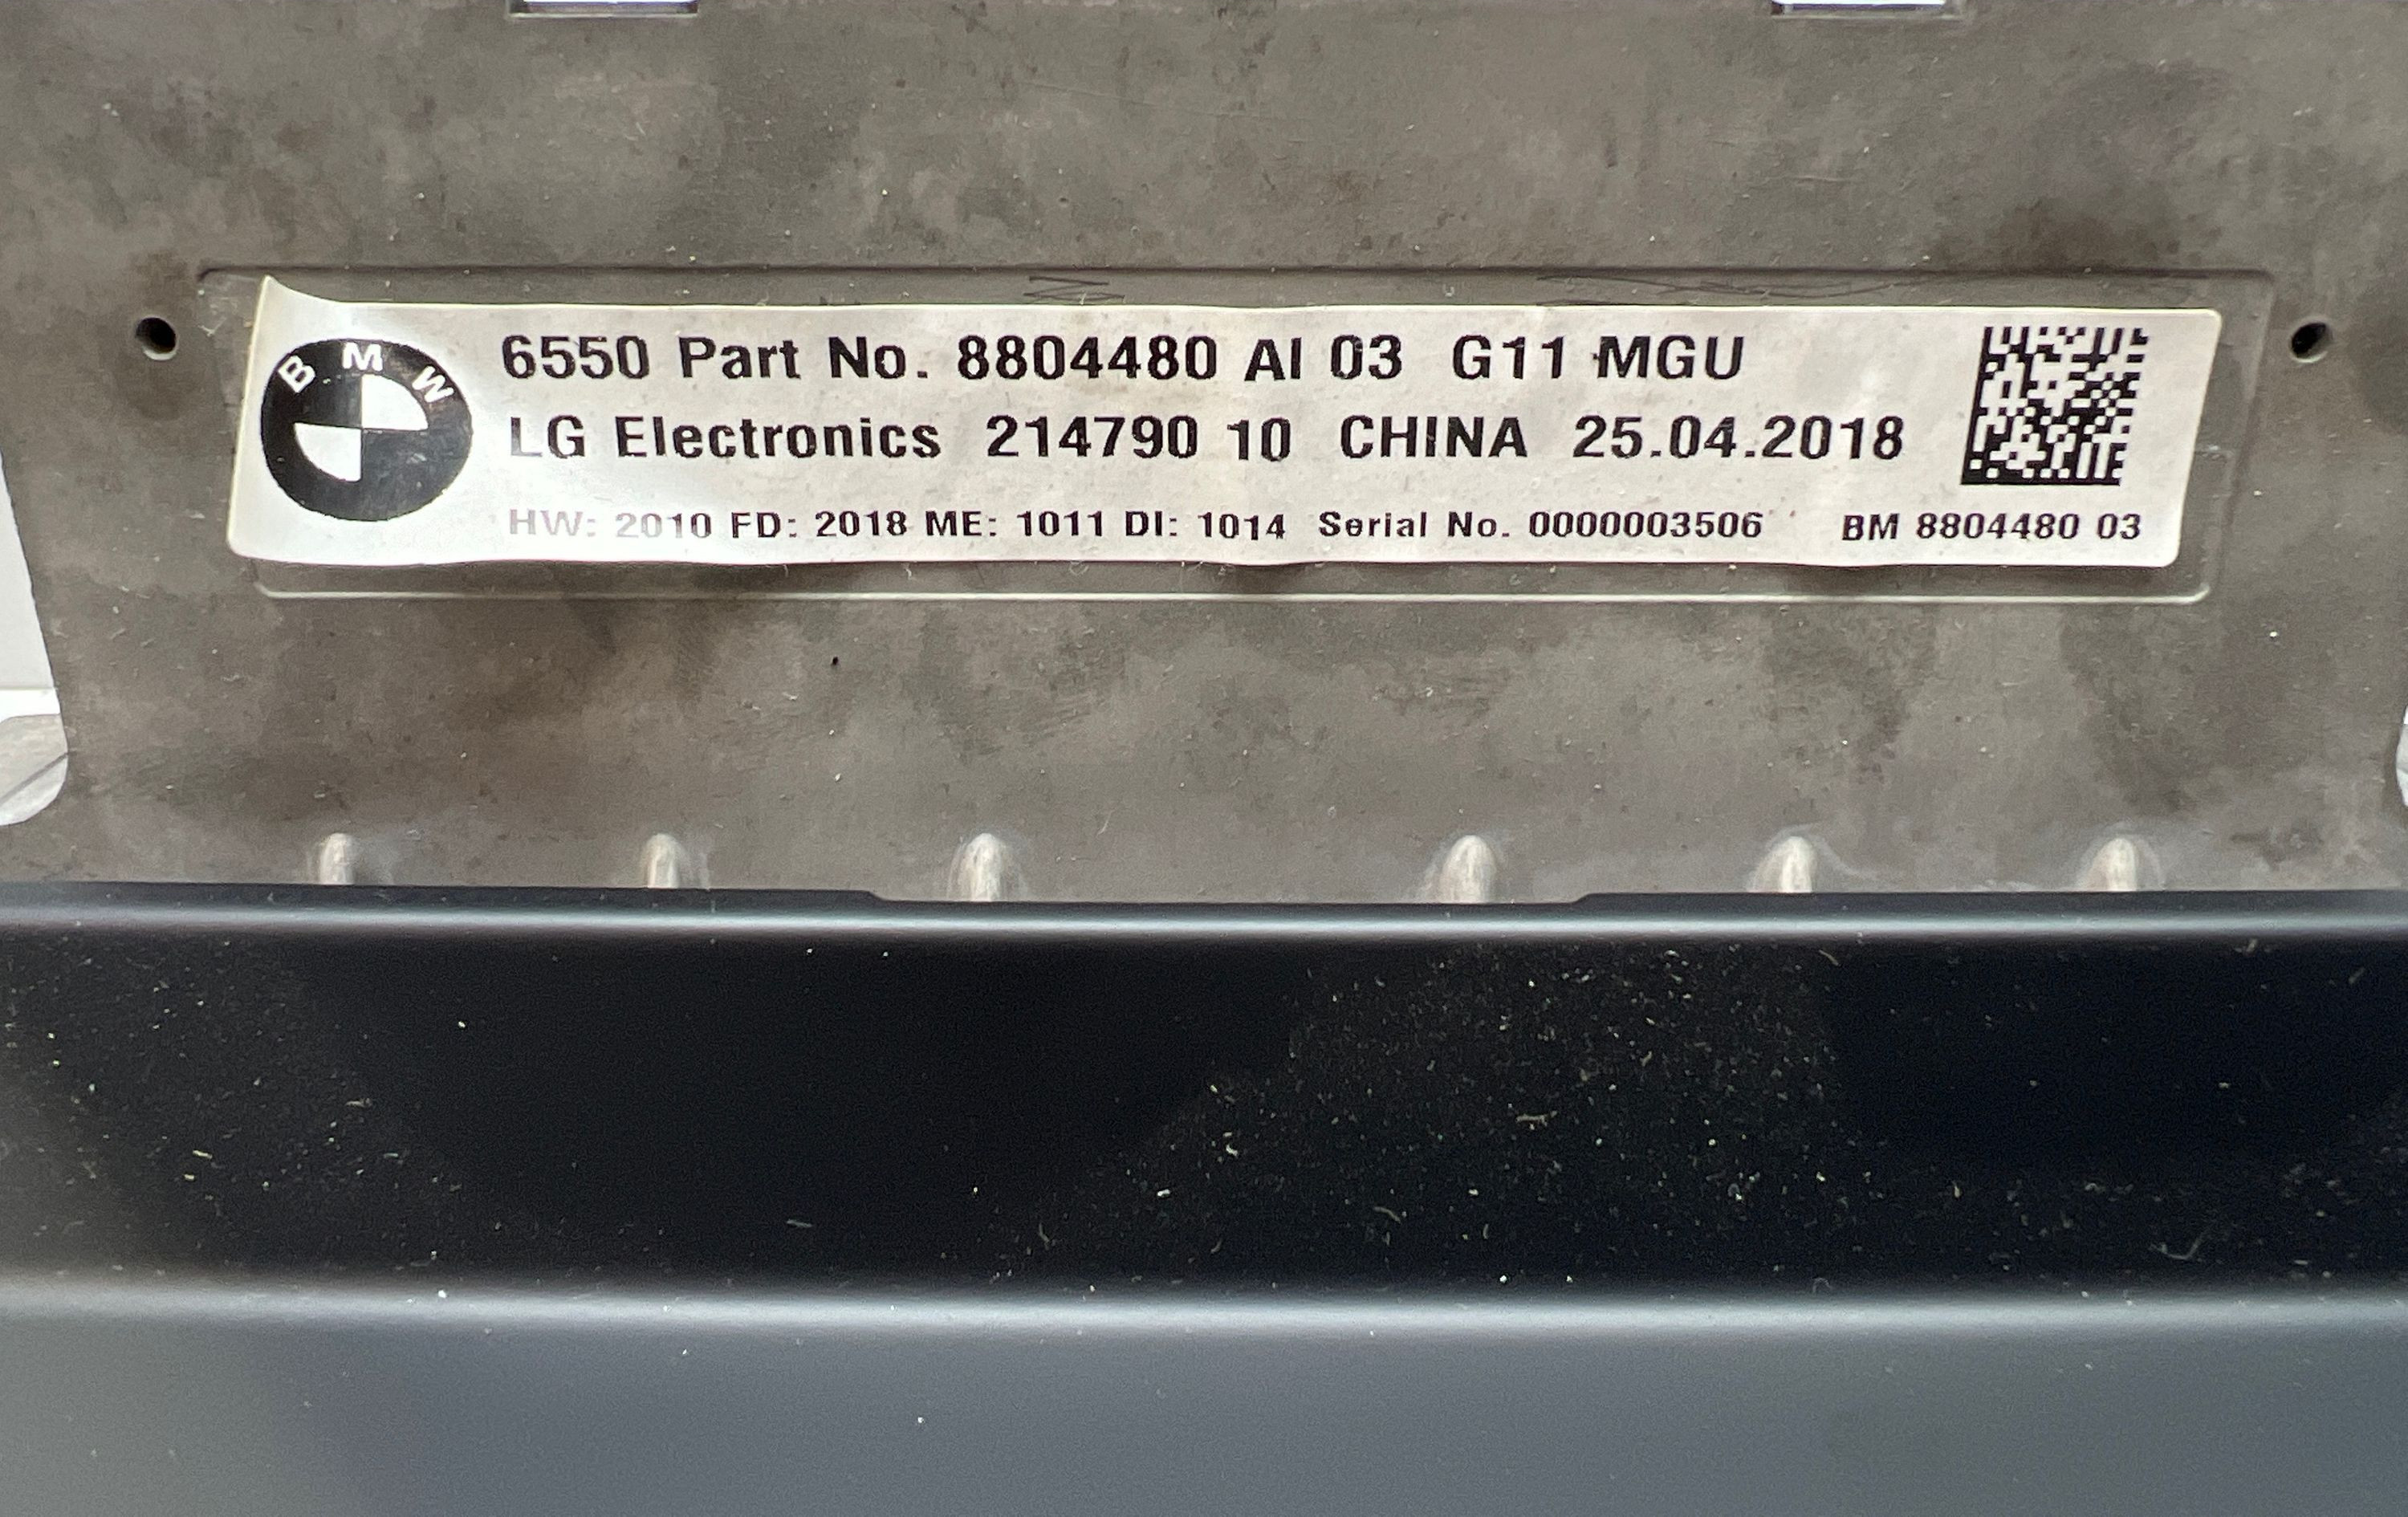 BMW
6550 Part No. 8804480 AI 03 G11 MGU
LG Electronics 214790 10 CHINA 25.04.2018
HW: 2010 FD: 2018 ME: 1011 DI: 1014 Serial No. 0000003506 BM 8804480 03